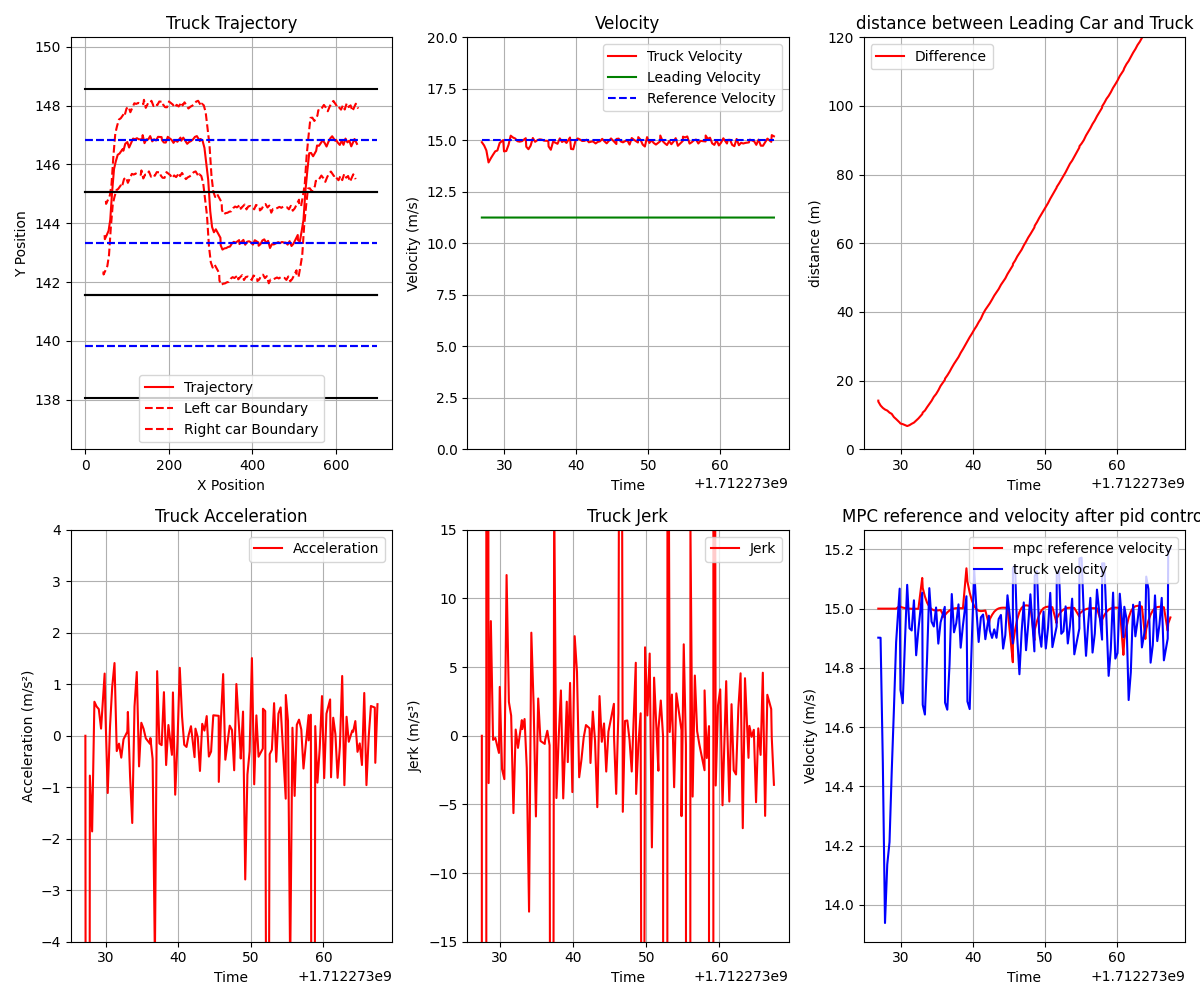 Truck Trajectory
150
148
146
144
142
140
138
Y Position
Trajectory
Left car Boundary
Right car Boundary
0
200
400
600
X Position
Velocity
20.0
17.5
15.0
12.5
10.0
7.5
5.0
2.5
0.0
Velocity (m/s)
Truck Velocity
Leading Velocity
Reference Velocity
30
40
50
60
Time
+1.712273e9
distance between Leading Car and Truck
120
100
80
60
40
20
0
distance (m)
Difference
30
40
50
60
Time
+1.712273e9
Truck Acceleration
4
3
2
1
0
−1
−2
−3
−4
Acceleration (m/s²)
Acceleration
30
40
50
60
Time
+1.712273e9
Truck Jerk
15
10
5
0
−5
−10
−15
Jerk (m/s³)
Jerk
30
40
50
60
Time
+1.712273e9
MPC reference and velocity after pid contro
15.2
15.0
14.8
14.6
14.4
14.2
14.0
Velocity (m/s)
mpc reference velocity
truck velocity
30
40
50
60
Time
+1.712273e9